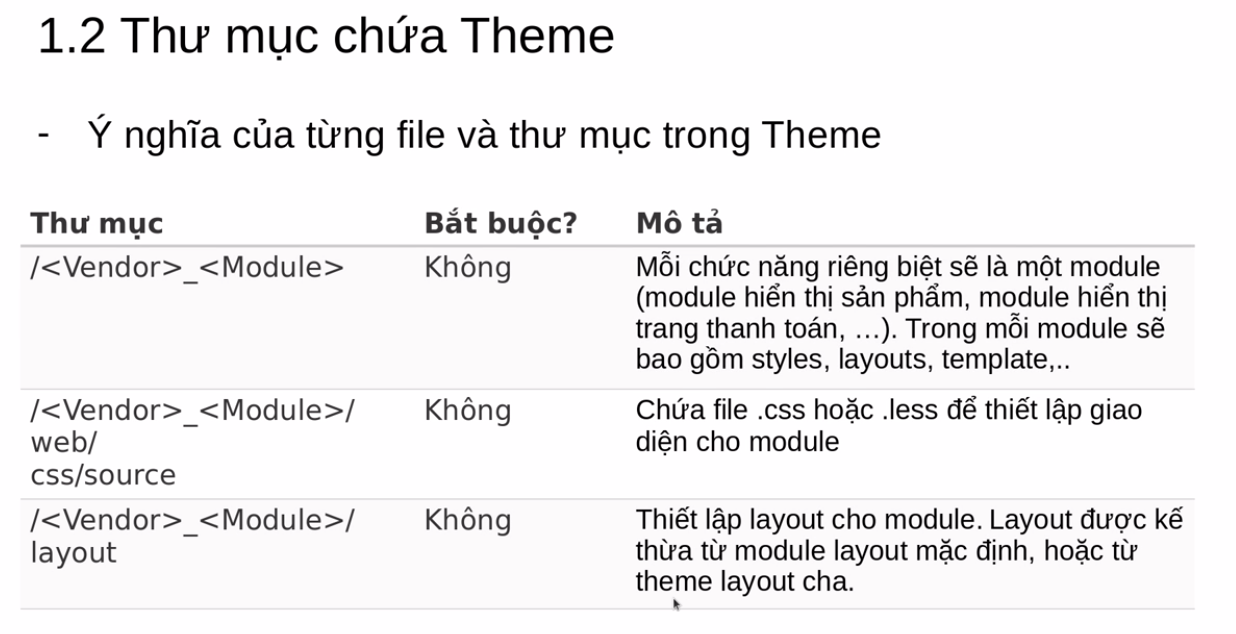 1.2 Thư mục chứa Theme
- Ý nghĩa của từng file và thư mục trong Theme
Thư mục Bắt buộc? Mô tả
/<Vendor>_<Module> Không Mỗi chức năng riêng biệt sẽ là một module
(module hiển thị sản phẩm, module hiển thị
trang thanh toán, …). Trong mỗi module sẽ
bao gồm styles, layouts, template,..
/<Vendor>_<Module>/ Không Chứa file .css hoặc .less để thiết lập giao
web/ diện cho module
css/source
/<Vendor>_<Module>/ Không Thiết lập layout cho module. Layout được kế
layout thừa từ module layout mặc định, hoặc từ
theme layout cha.